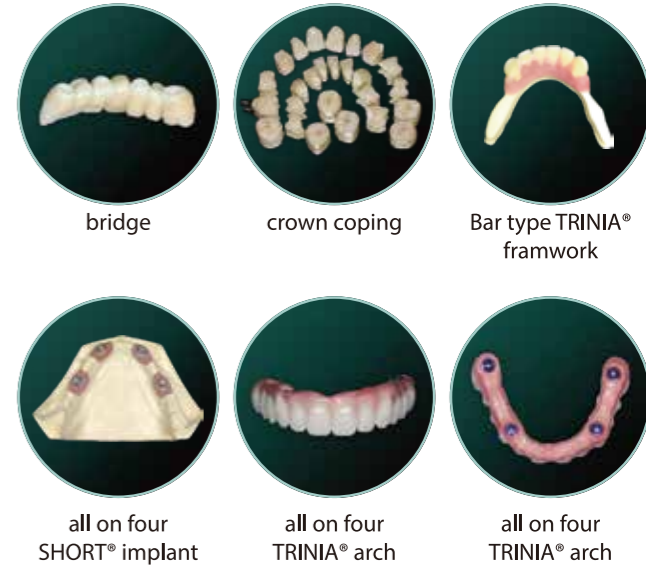 bridge
crown coping
Bar type TRINIA®
framwork
all on four
SHORT® implant
all on four
TRINIA® arch
all on four
TRINIA® arch